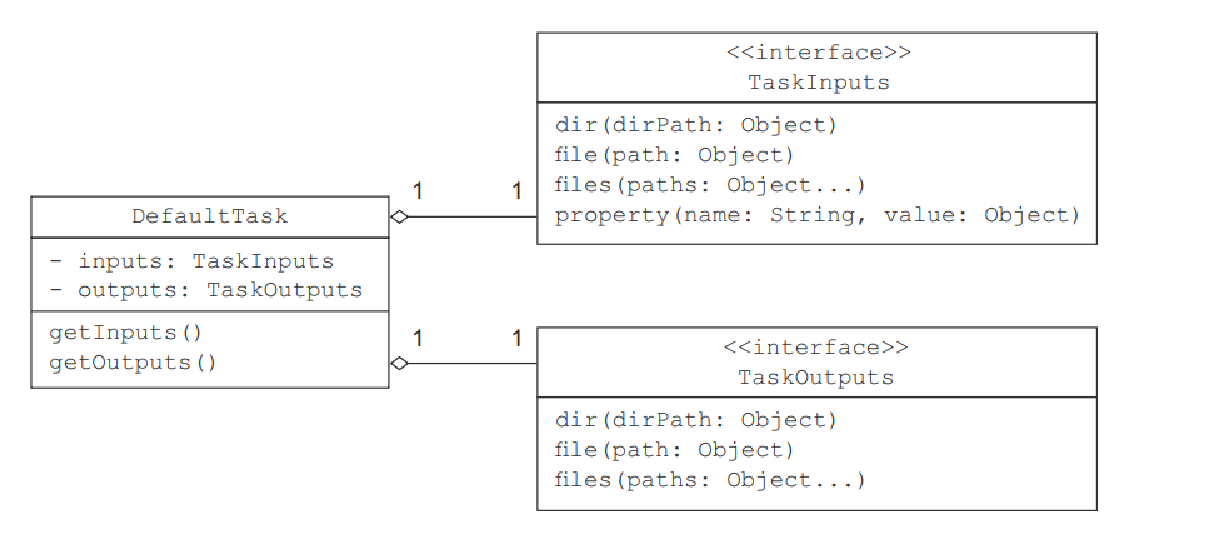 <<interface>>
TaskInputs
dir(dirPath: Object)
file(path: Object)
files(paths: Object...)
property(name: String, value: Object)
1 1
DefaultTask
- inputs: TaskInputs
- outputs: TaskOutputs
getInputs()
getOutputs()
1 1
<<interface>>
TaskOutputs
dir(dirPath: Object)
file(path: Object)
files(paths: Object...)